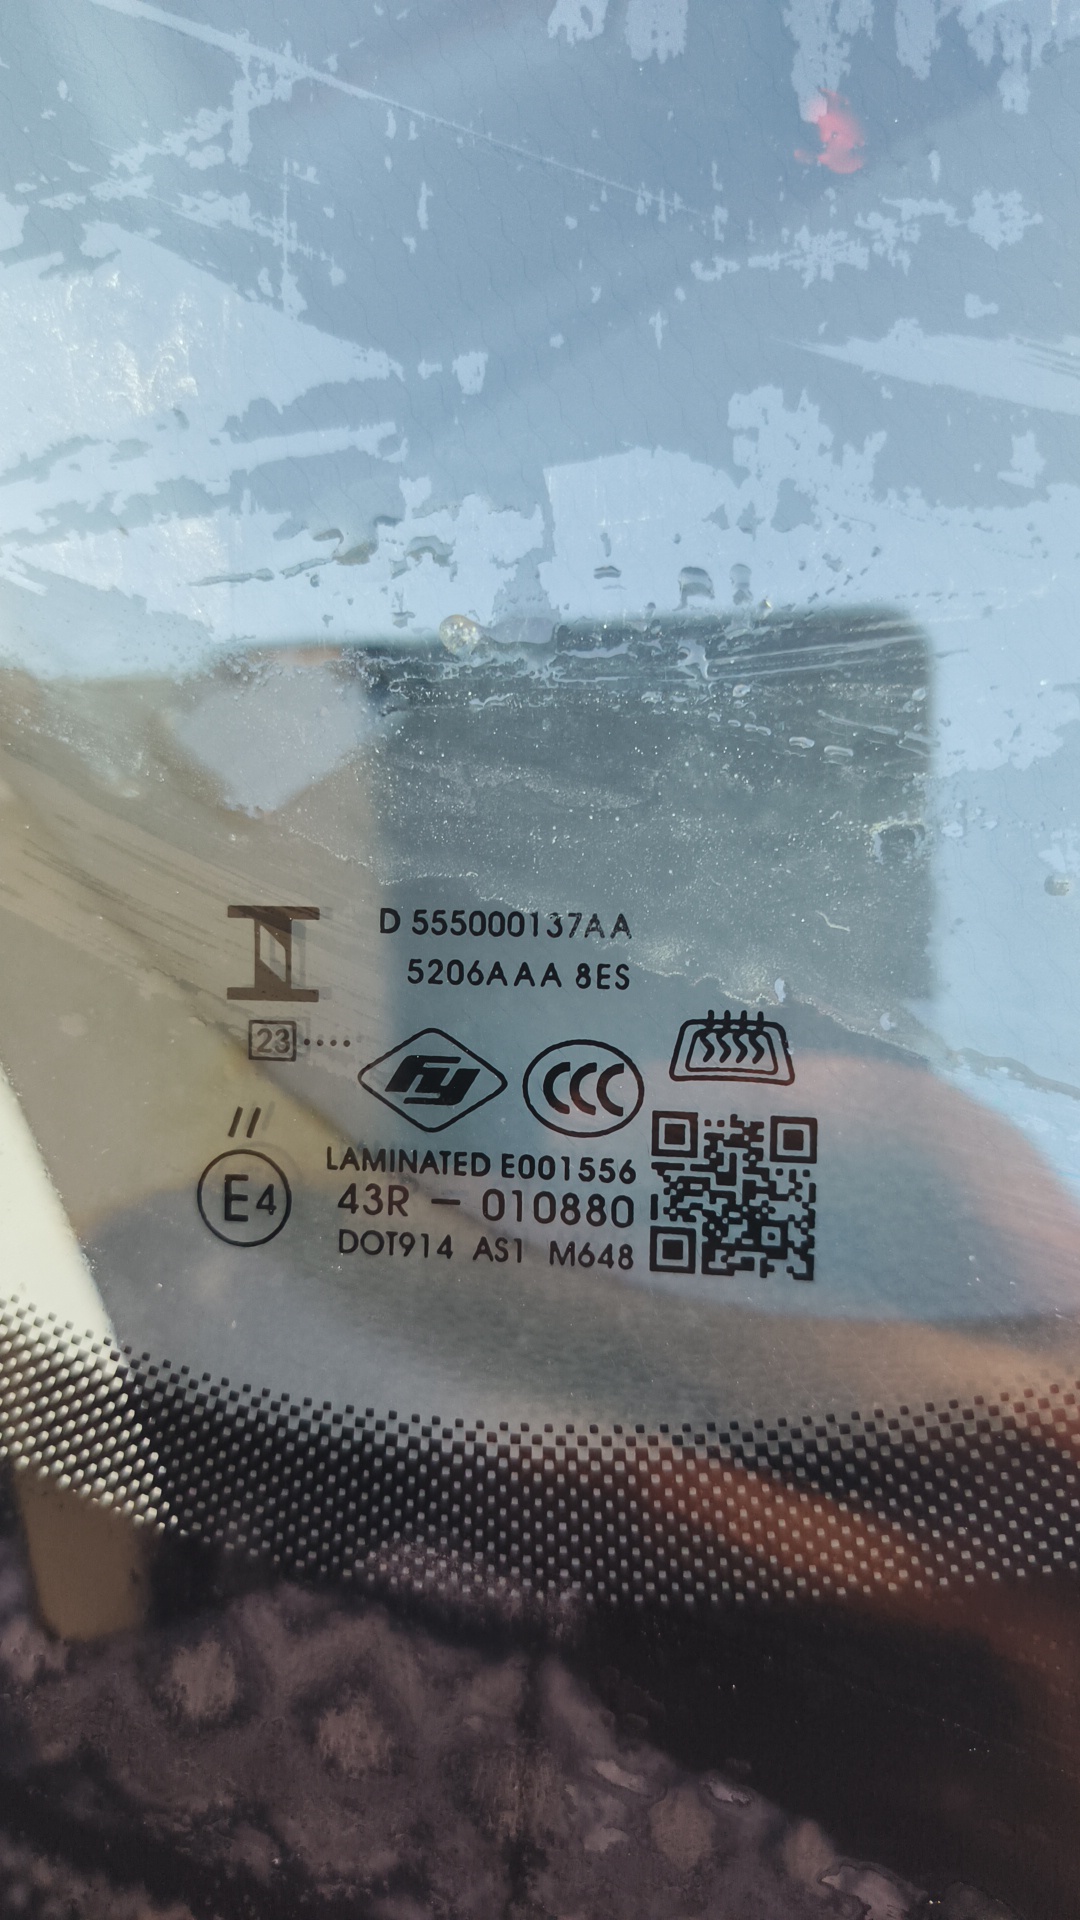 D 555000137AA
5206AAA 8ES
23 ....
fy
CCC
//
LAMINATED E001556
E4
43R – 010880
DOT914 AS1 M648